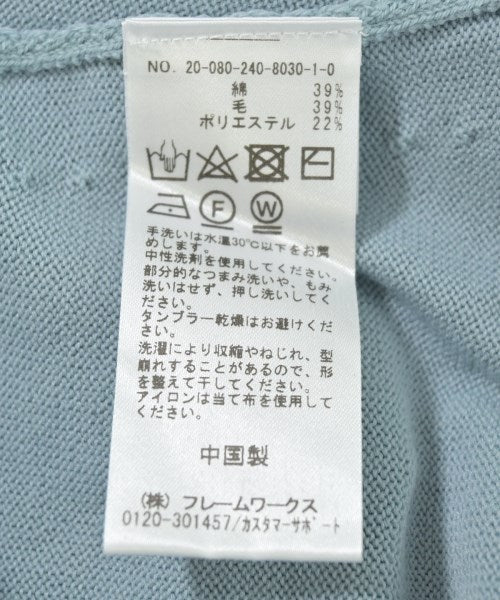 NO. 20-080-240-8030-1-0
綿 39%
毛 39%
ポリエステル 22%
F W
手洗いは水温30℃以下をお薦
めします。
中性洗剤を使用してください。
部分的なつまみ洗いや、もみ
洗いはせず、押し洗いしてく
ださい。
タンブラー乾燥はお避けくだ
さい。
洗濯により収縮やねじれ、型
崩れすることがあるので、形
を整えて干してください。
アイロンは当て布を使用して
ください。
中国製
(株) フレームワークス
0120-301457/カスタマーサポート